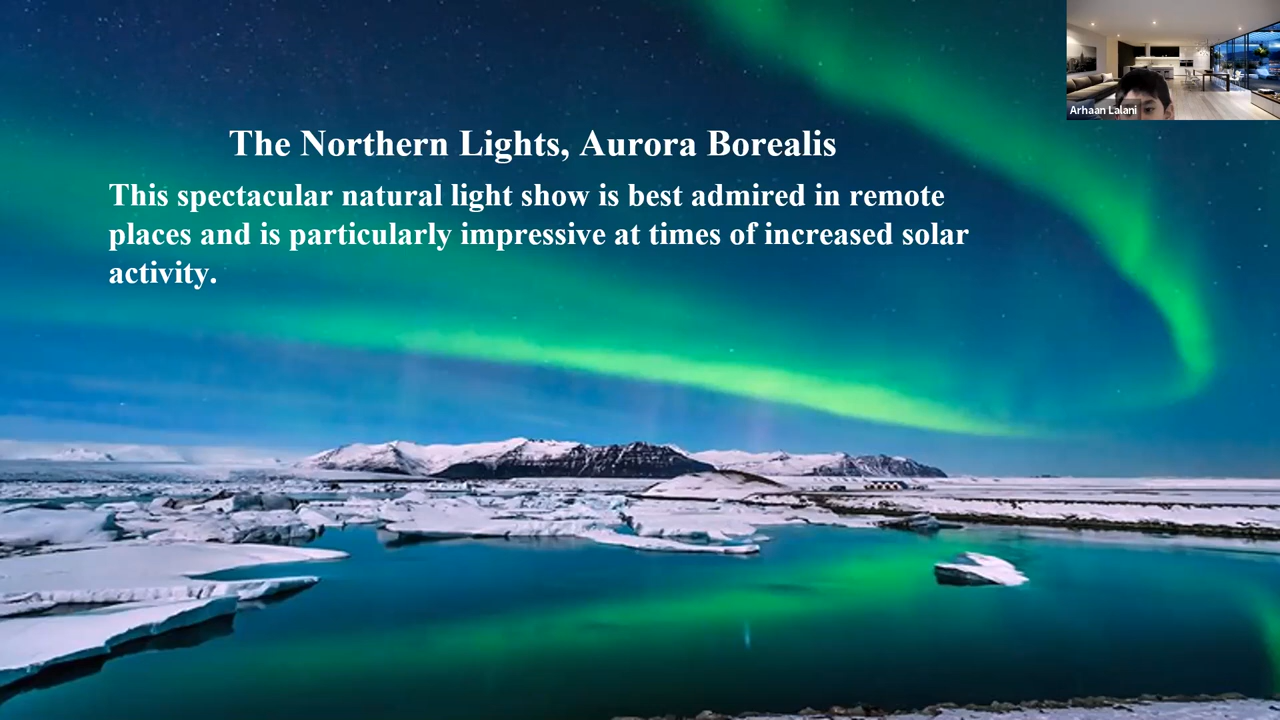 The Northern Lights, Aurora Borealis
This spectacular natural light show is best admired in remote
places and is particularly impressive at times of increased solar
activity.
Arhaan Lalani